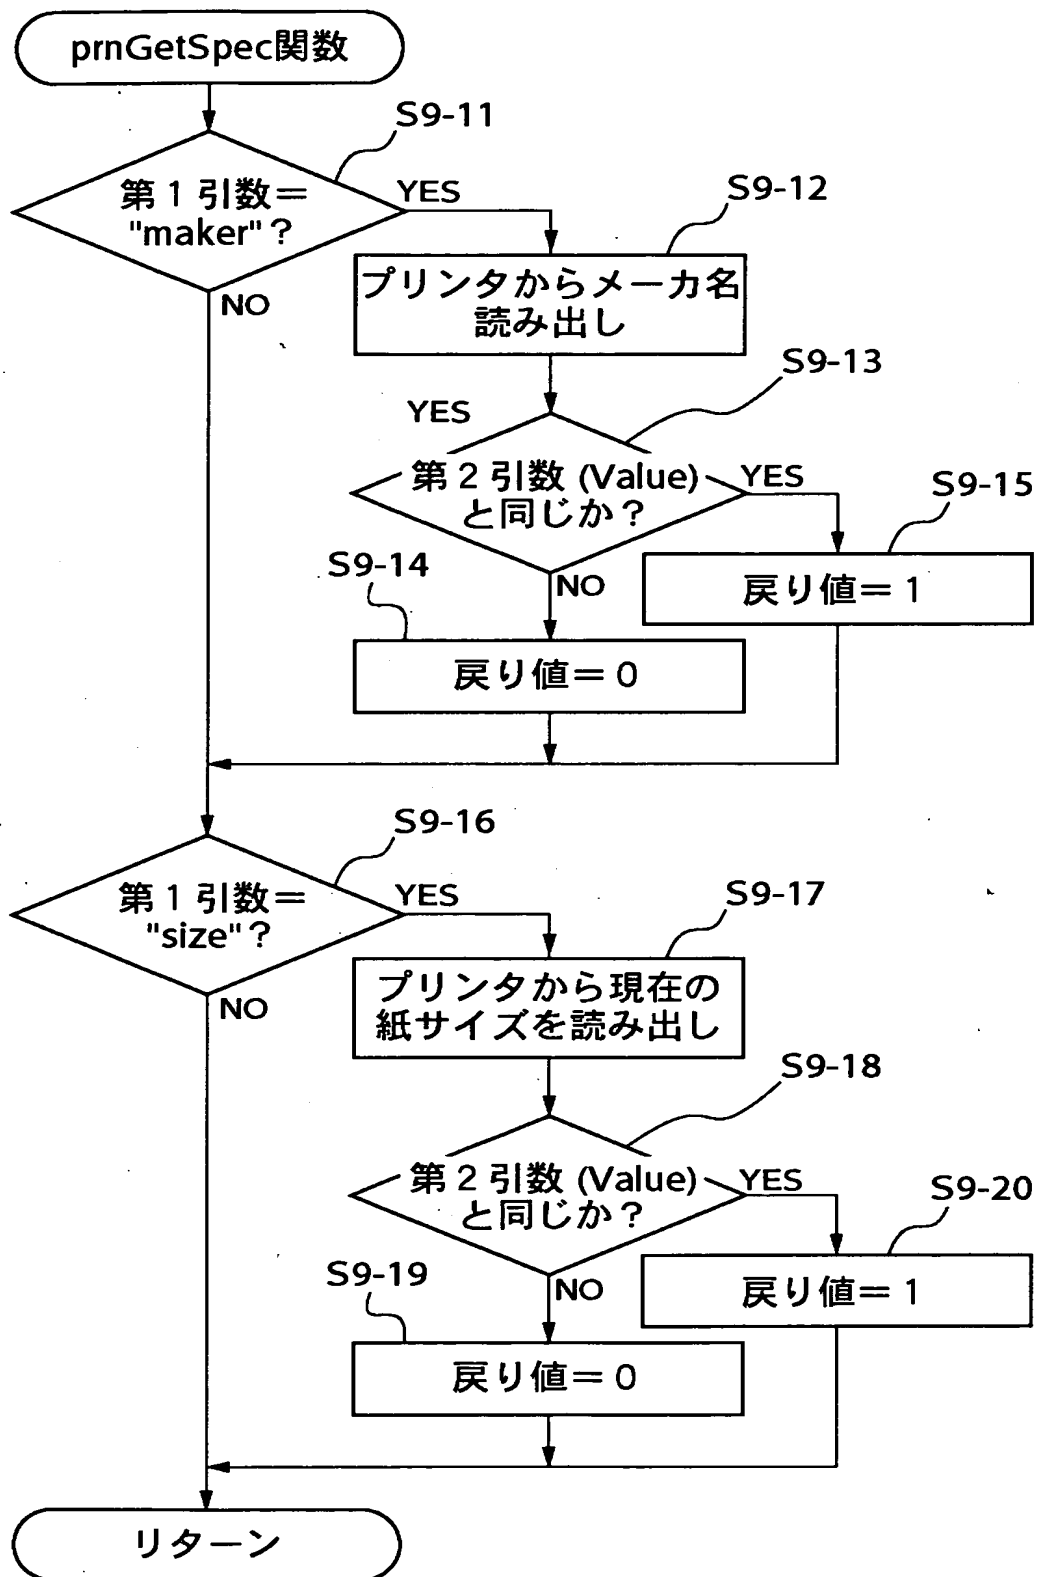 prnGetSpec関数
S9-11
第1引数＝
"maker"？
YES
NO
S9-12
プリンタからメーカ名
読み出し
S9-13
YES
第2引数 (Value)
と同じか？
YES
NO
S9-15
戻り値＝1
S9-14
戻り値＝0
S9-16
第1引数＝
"size"？
YES
NO
S9-17
プリンタから現在の
紙サイズを読み出し
S9-18
第2引数 (Value)
と同じか？
YES
NO
S9-20
戻り値＝1
S9-19
戻り値＝0
リターン